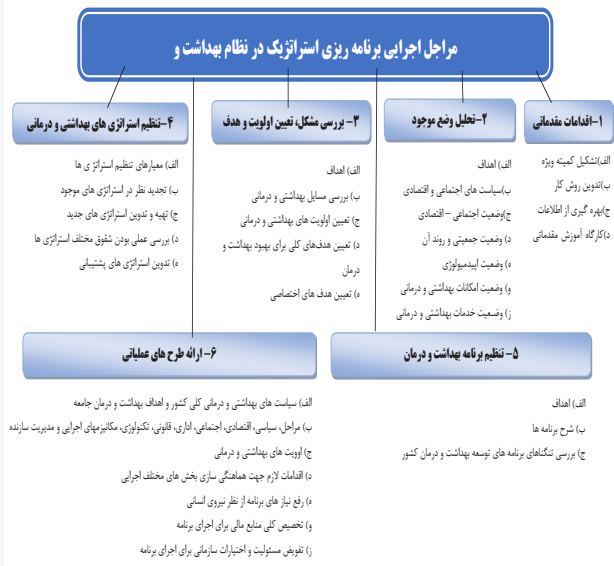 مراحل اجرایی برنامه ریزی استراتژیک در نظام بهداشت و
۱-اقدامات مقدماتی
الف)تشکیل کمیته ویژه
ب)تدوین روش کار
ج)بهره گیری از اطلاعات
د)کارگاه آموزش مقدماتی
۲-تحلیل وضع موجود
الف) اهداف
ب)سیاست های اجتماعی و اقتصادی
ج)وضعیت اجتماعی – اقتصادی
د) وضعیت جمعیتی و روند آن
ه) وضعیت اپیدمیولوژی
و) وضعیت امکانات بهداشتی و درمانی
ز) وضعیت خدمات بهداشتی و درمانی
۳- بررسی مشکل، تعیین اولویت و هدف
الف) اهداف
ب) بررسی مسایل بهداشتی و درمانی
ج) تعیین اولویت های بهداشتی و درمانی
د) تعیین هدف‌های کلی برای بهبود بهداشت و
درمان
ه) تعیین هدف های اختصاصی
۴-تنظیم استراتژی های بهداشتی و درمانی
الف) معیارهای تنظیم استراتژ ی ها
ب) تجدید نظر در استراتژی های موجود
ج) تهیه و تدوین استراتژی های جدید
د) بررسی عملی بودن شقوق مختلف استراتژی ها
ه) تدوین استراتژی های پشتیبانی
۵- تنظیم برنامه بهداشت و درمان
الف) اهداف
ب) شرح برنامه ها
ج) بررسی تنگناهای برنامه های توسعه بهداشت و درمان کشور
۶- ارائه طرح های عملیاتی
الف) سیاست های بهداشتی و درمانی کلی کشور و اهداف بهداشت و درمان جامعه
ب) مراحل، سیاسی، اقتصادی، اجتماعی، اداری، قانونی، تکنولوژی، مکانیزمهای اجرایی و مدیریت سازنده
ج) اوویت های بهداشتی و درمانی
د) اقدامات لازم جهت هماهنگی سازی بخش های مختلف اجرایی
ه) رفع نیاز های برنامه از نظر نیروی انسانی
و) تخصیص کلی منابع مالی برای اجرای برنامه
ز) تفویض مسئولیت و اختیارات سازمانی برای اجرای برنامه